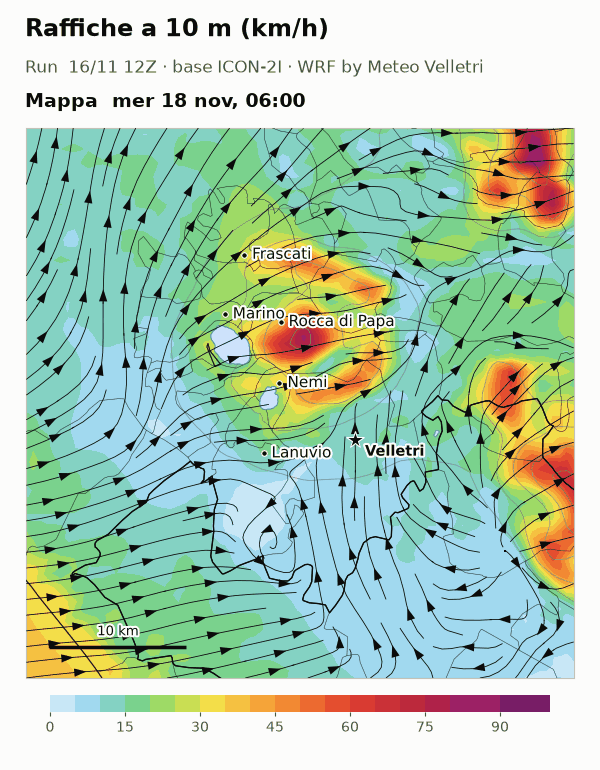 Raffiche a 10 m (km/h)
Run 16/11 12Z · base ICON-2I · WRF by Meteo Velletri
Mappa mer 18 nov, 06:00
Frascati
Marino
Rocca di Papa
Nemi
Velletri
Lanuvio
10 km
0 15 30 45 60 75 90